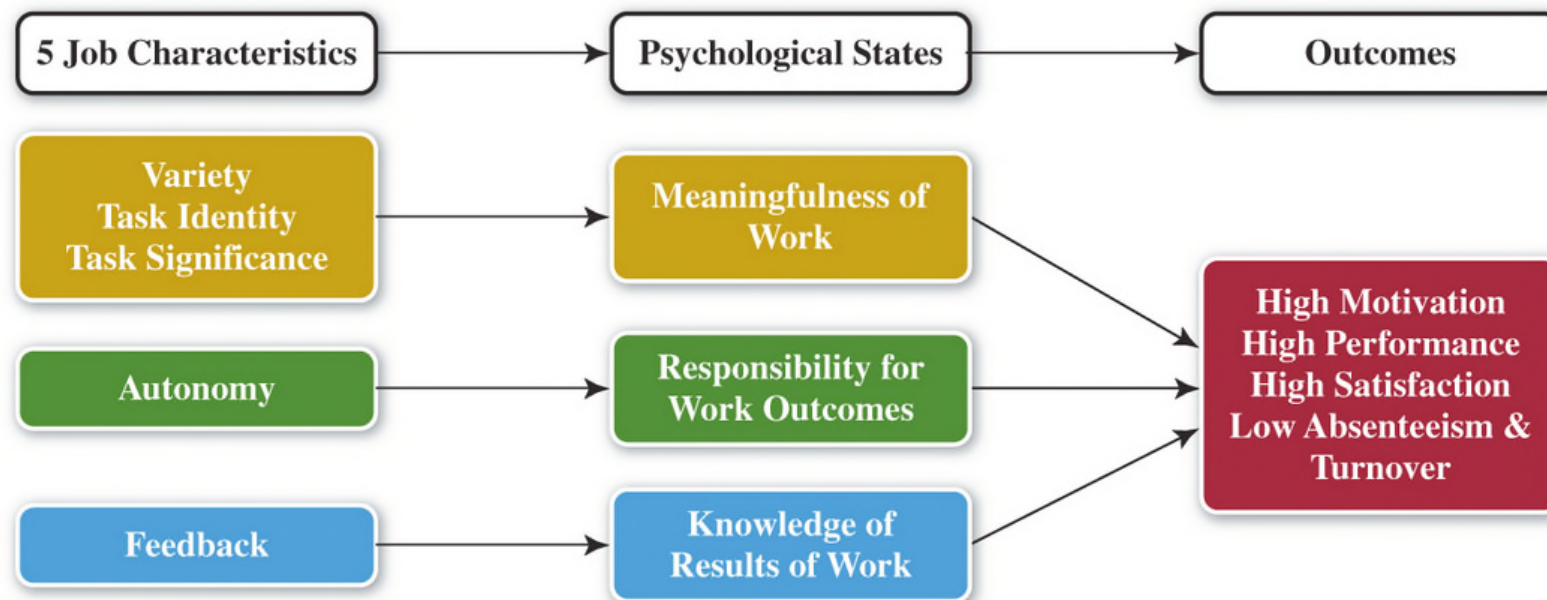 5 Job Characteristics
Psychological States
Outcomes
Variety
Task Identity
Task Significance
Meaningfulness of
Work
Autonomy
Responsibility for
Work Outcomes
Feedback
Knowledge of
Results of Work
High Motivation
High Performance
High Satisfaction
Low Absenteeism &
Turnover